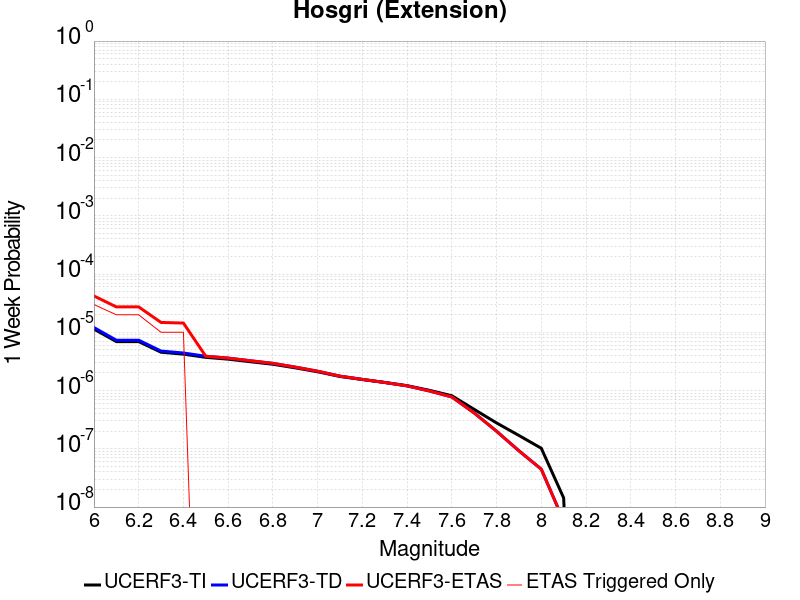 Hosgri (Extension)
10^0
10^-1
10^-2
10^-3
10^-4
10^-5
10^-6
10^-7
10^-8
1 Week Probability
6 6.2 6.4 6.6 6.8 7 7.2 7.4 7.6 7.8 8 8.2 8.4 8.6 8.8 9
Magnitude
UCERF3-TI UCERF3-TD UCERF3-ETAS ETAS Triggered Only